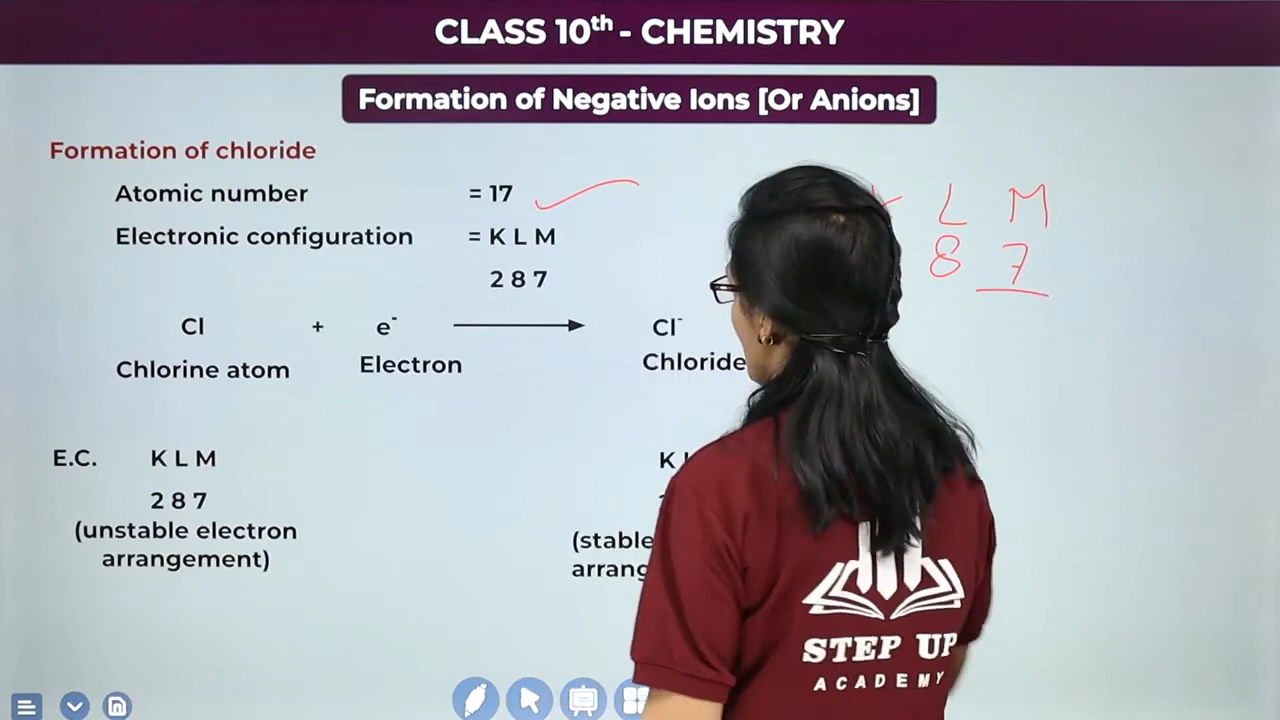 CLASS 10th - CHEMISTRY
Formation of Negative Ions [Or Anions]
Formation of chloride
Atomic number = 17
Electronic configuration = K L M
2 8 7
L M
8 7
Cl + e⁻ Cl⁻
Chlorine atom Electron Chloride
E.C. K L M K
2 8 7
(unstable electron (stable
arrangement)
STEP UP
ACADEMY